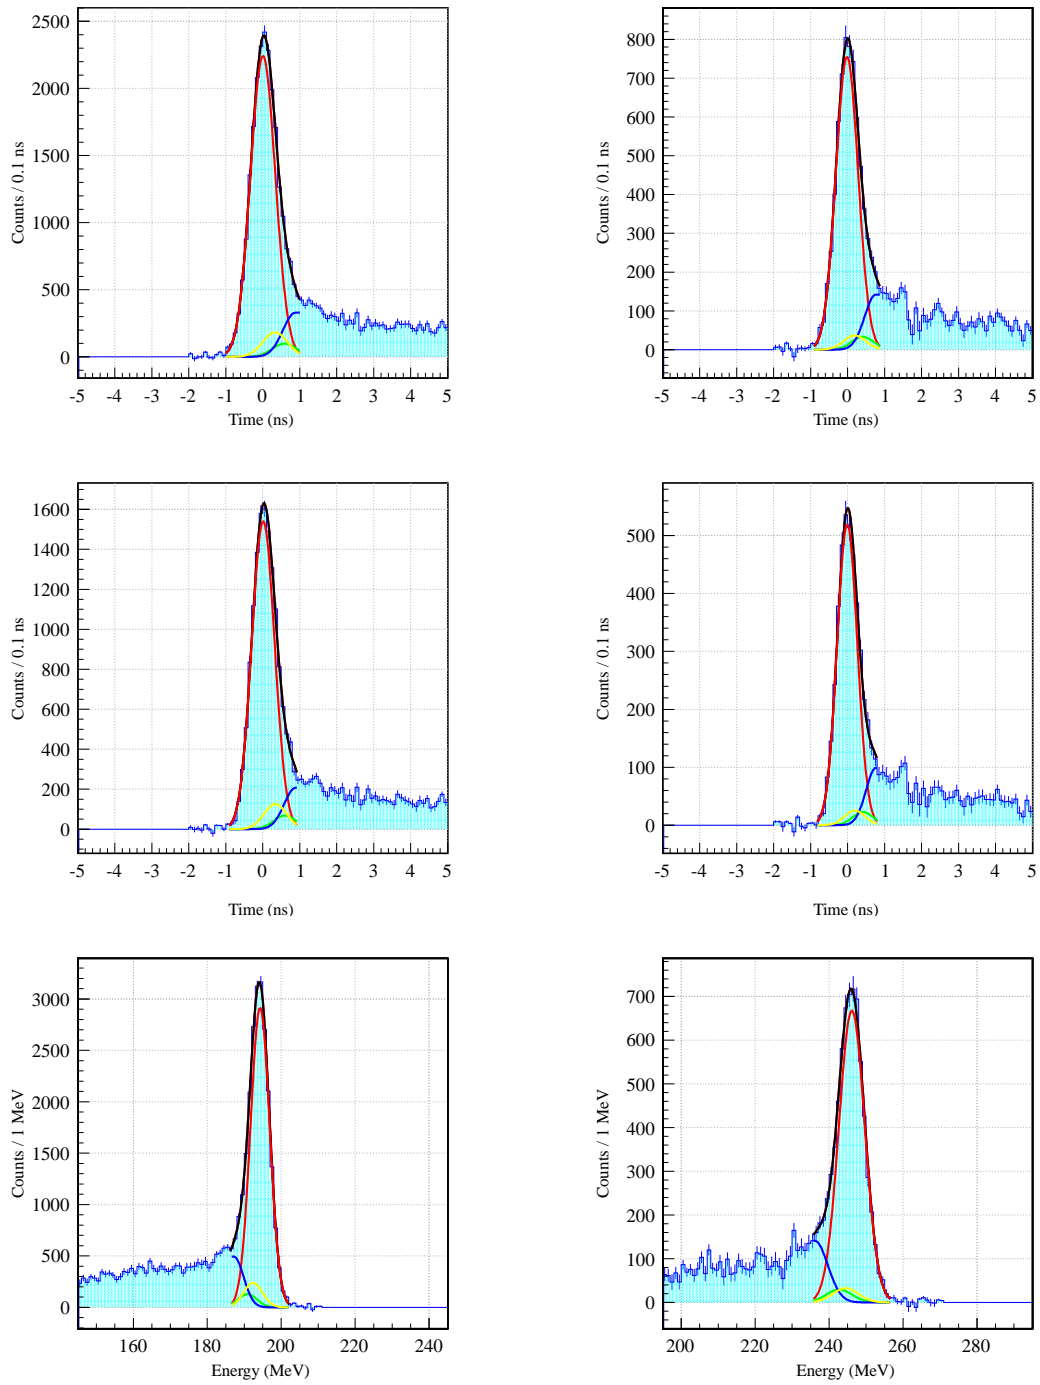 2500
2000
1500
1000
500
0
Counts / 0.1 ns
-5 -4 -3 -2 -1 0 1 2 3 4 5
Time (ns)
800
700
600
500
400
300
200
100
0
Counts / 0.1 ns
-5 -4 -3 -2 -1 0 1 2 3 4 5
Time (ns)
1600
1400
1200
1000
800
600
400
200
0
Counts / 0.1 ns
-5 -4 -3 -2 -1 0 1 2 3 4 5
Time (ns)
500
400
300
200
100
0
Counts / 0.1 ns
-5 -4 -3 -2 -1 0 1 2 3 4 5
Time (ns)
3000
2500
2000
1500
1000
500
0
Counts / 1 MeV
160 180 200 220 240
Energy (MeV)
700
600
500
400
300
200
100
0
Counts / 1 MeV
200 220 240 260 280
Energy (MeV)